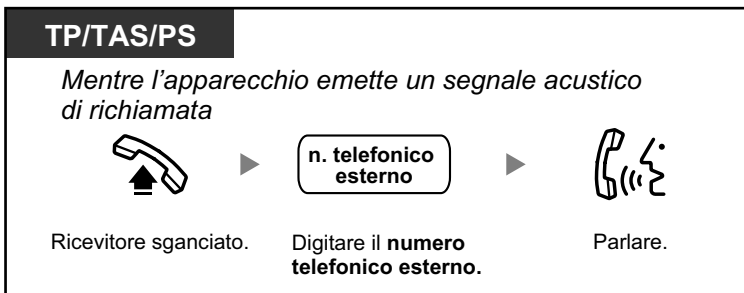 TP/TAS/PS
Mentre l'apparecchio emette un segnale acustico
di richiamata
n. telefonico
esterno
Ricevitore sganciato.
Digitare il numero
telefonico esterno.
Parlare.